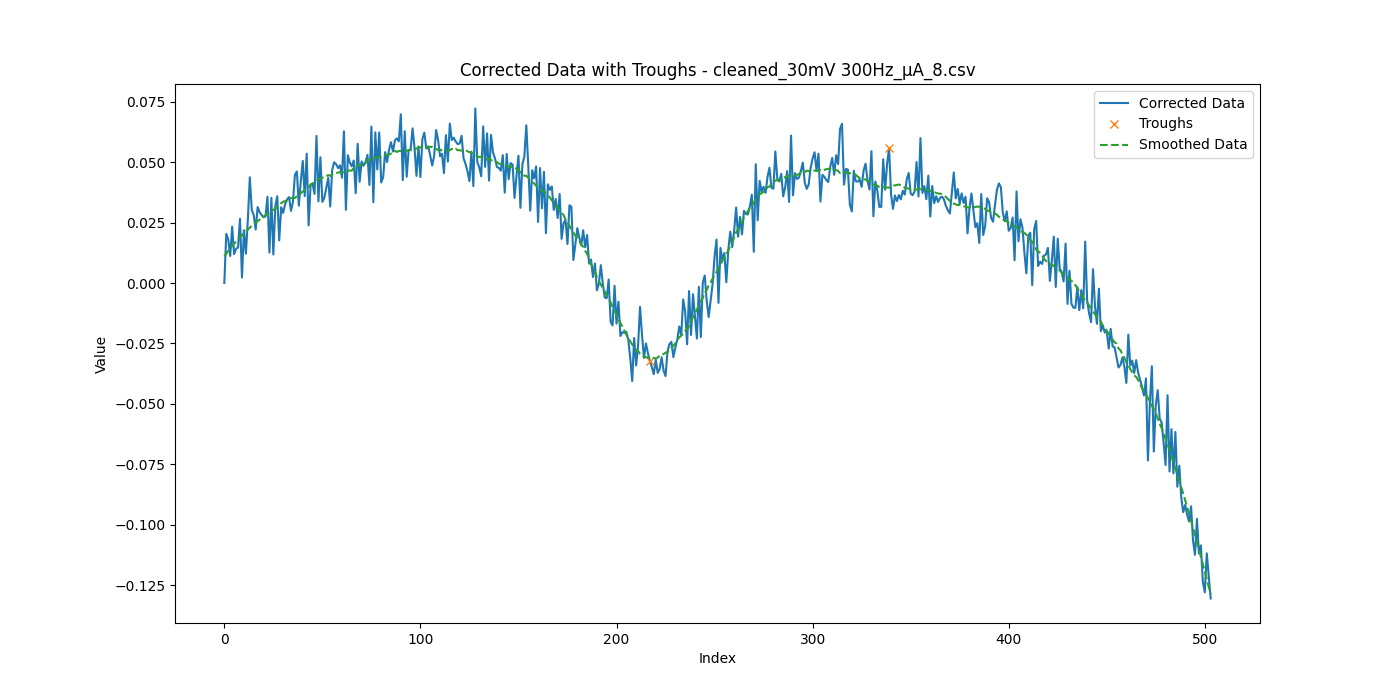 Corrected Data with Troughs - cleaned_30mV 300Hz_μA_8.csv
Corrected Data
Troughs
Smoothed Data
Value
0.075
0.050
0.025
0.000
−0.025
−0.050
−0.075
−0.100
−0.125
0 100 200 300 400 500
Index